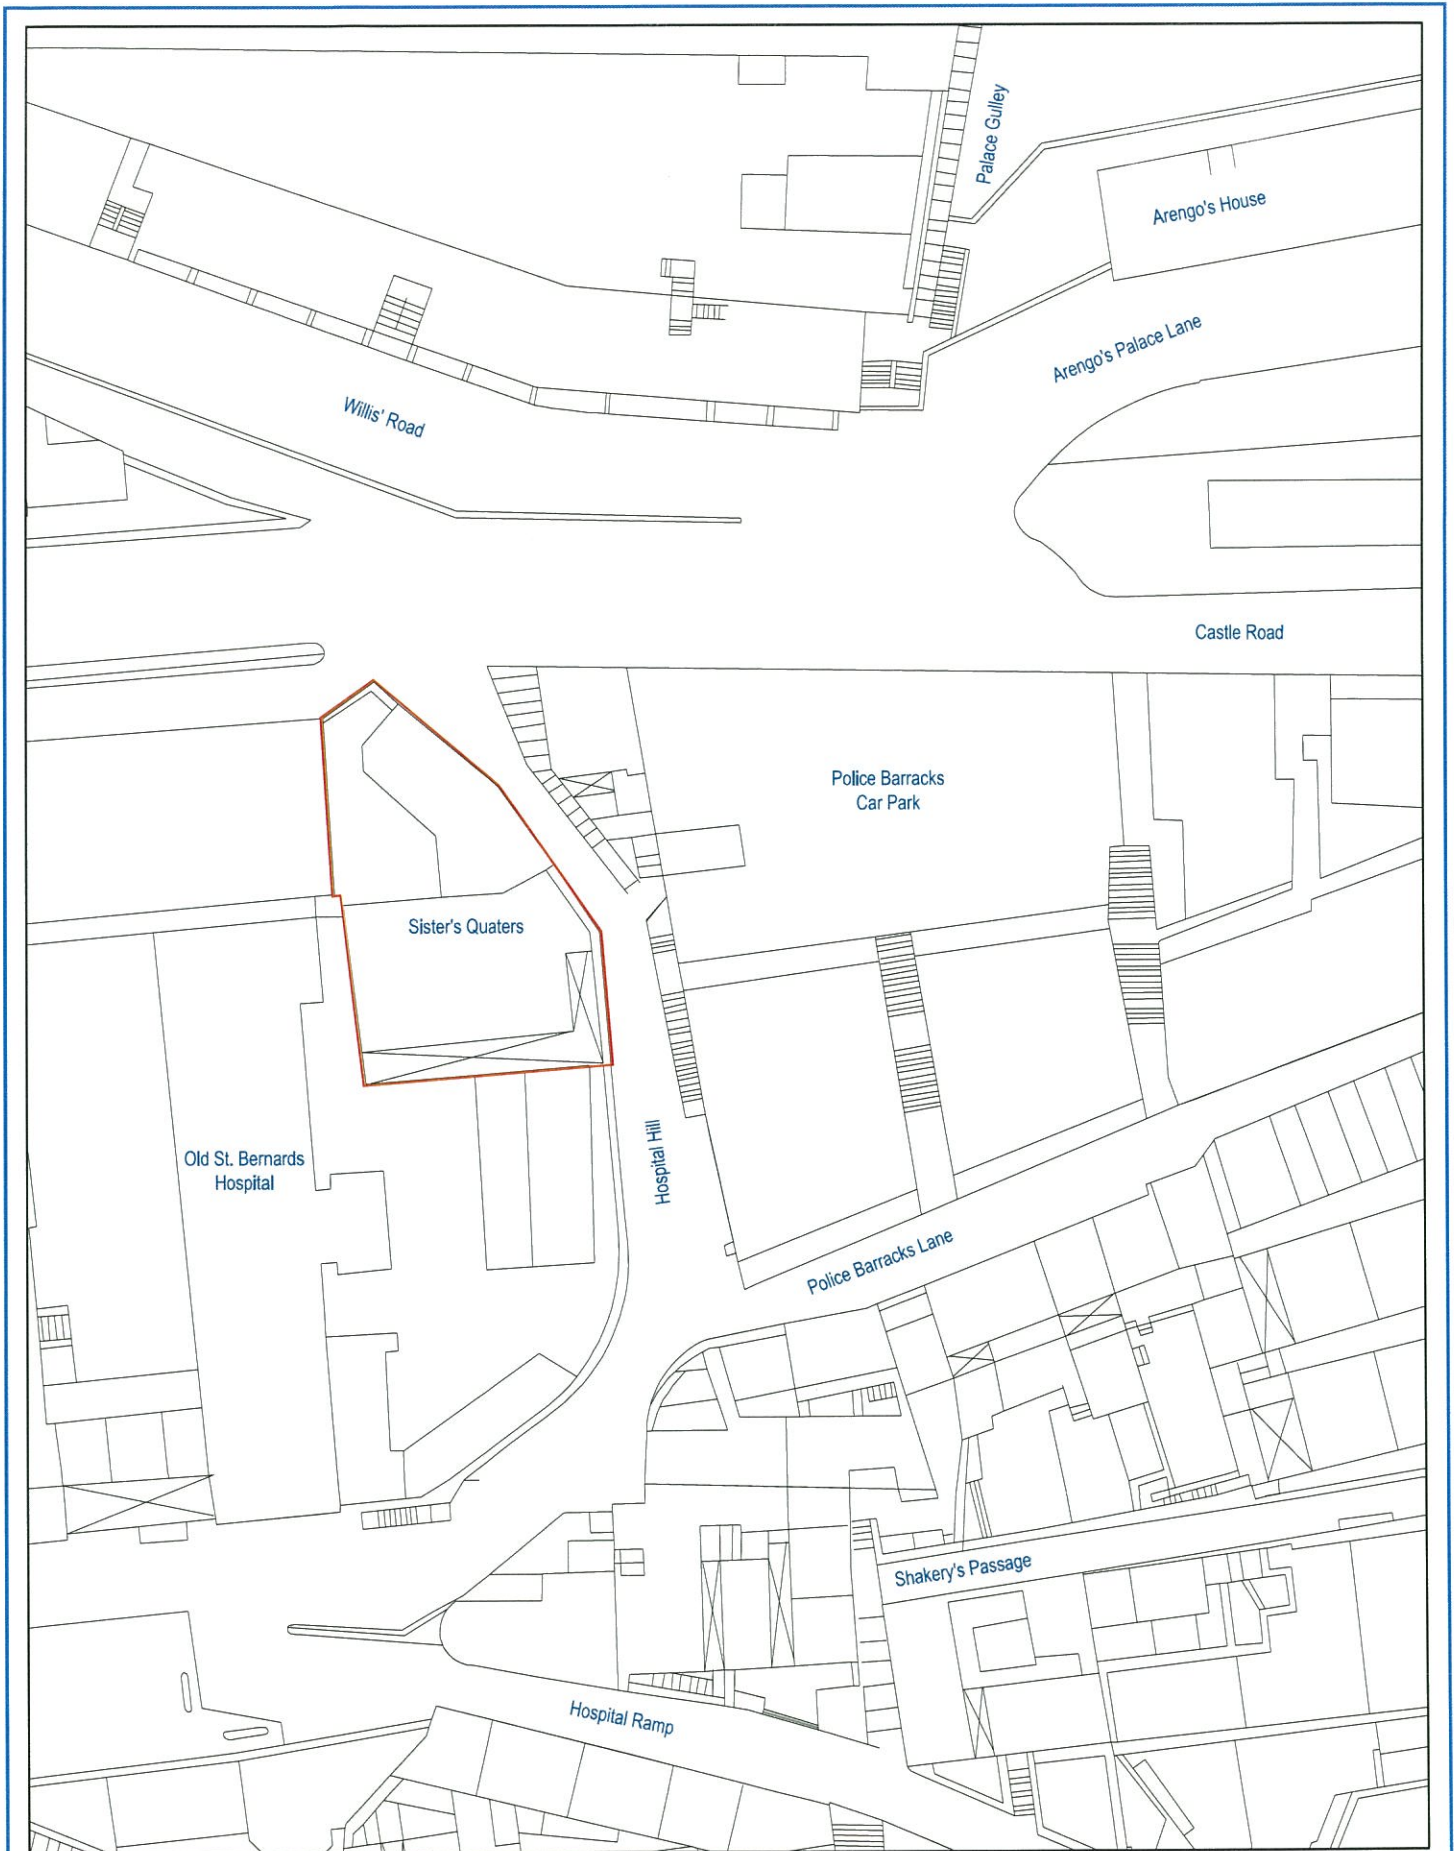 Palace Gulley
Arengo's House
Arengo's Palace Lane
Willis' Road
Castle Road
Police Barracks
Car Park
Sister's Quaters
Old St. Bernards
Hospital
Hospital Hill
Police Barracks Lane
Shakery's Passage
Hospital Ramp